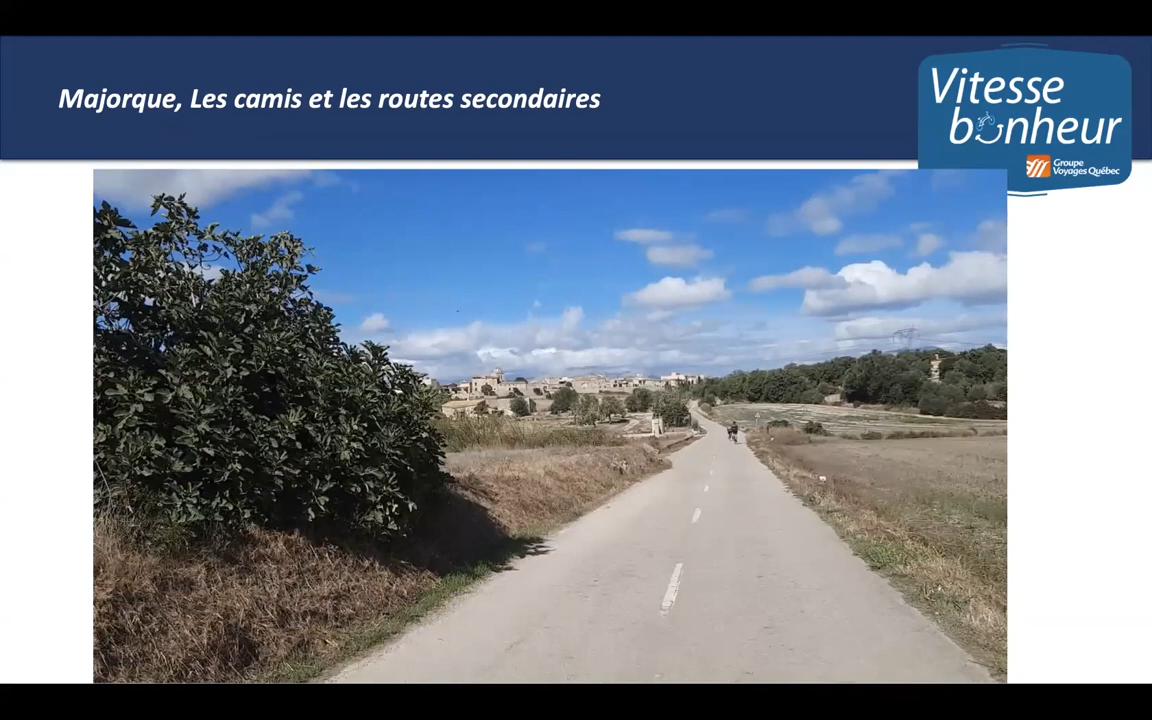 Majorque, Les camis et les routes secondaires
Vitesse
bonheur
Groupe
Voyages Québec